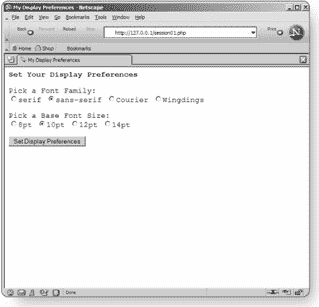 My Display Preferences - Netscape
File Edit View Go Bookmarks Tools Window Help
Back Forward Reload Stop http://127.0.0.1/session01.php Print
Home Shop Bookmarks
My Display Preferences
Set Your Display Preferences
Pick a Font Family:
serif sans-serif Courier Wingdings
Pick a Base Font Size:
8pt 10pt 12pt 14pt
Set Display Preferences
Done